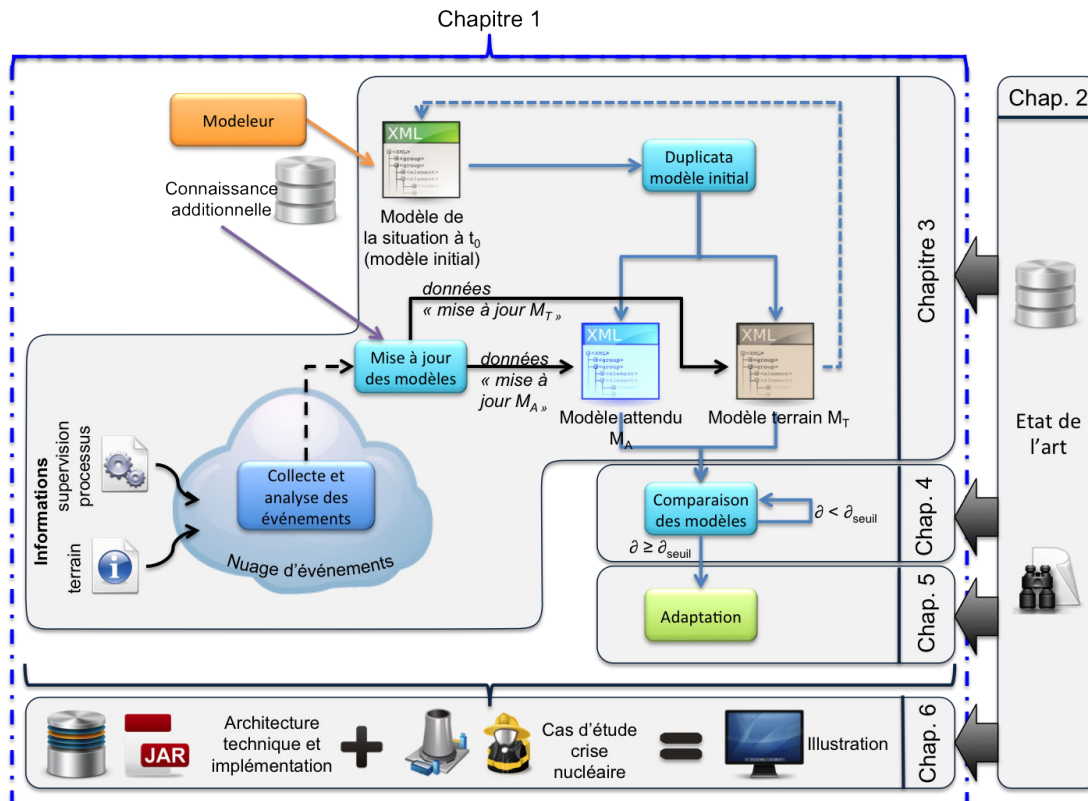 Chapitre 1
Chap. 2
Modeleur
XML
Duplicata
modèle initial
Connaissance
additionnelle
Modèle de
la situation à t0
(modèle initial)
Chapitre 3
données
« mise à jour MT »
XML
XML
Mise à jour
des modèles
données
« mise à
jour MA »
Modèle attendu
MA
Modèle terrain MT
Etat de
l'art
Informations
supervision
processus
terrain
Collecte et
analyse des
événements
Nuage d'événements
Comparaison
des modèles
∂ < ∂seuil
∂ ≥ ∂seuil
Chap. 4
Adaptation
Chap. 5
JAR
Architecture
technique et
implémentation
Cas d'étude
crise
nucléaire
Illustration
Chap. 6